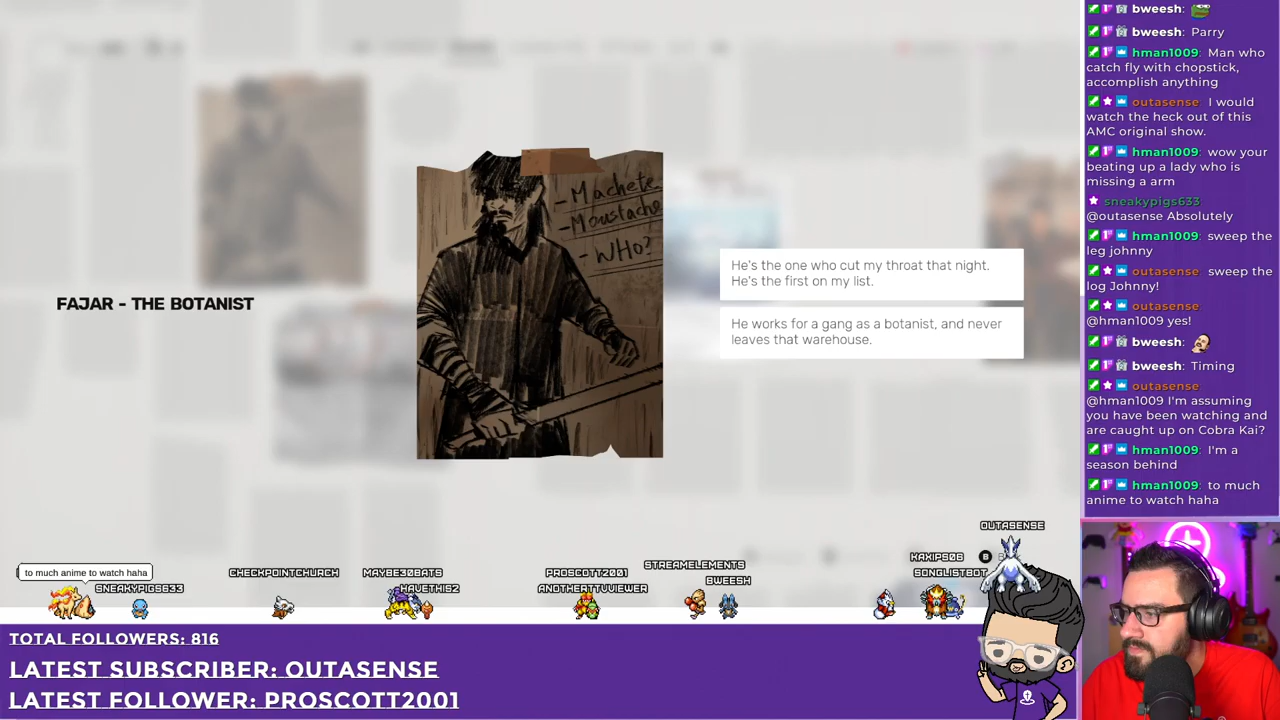 FAJAR - THE BOTANIST
-Machete
-Moustache
- WHO?
He's the one who cut my throat that night.
He's the first on my list.
He works for a gang as a botanist, and never
leaves that warehouse.
bweesh:
bweesh: Parry
hman1009: Man who
catch fly with chopstick,
accomplish anything
outasense I would
watch the heck out of this
AMC original show.
hman1009: wow your
beating up a lady who is
missing a arm
sneakypigs633
@outasense Absolutely
hman1009: sweep the
leg johnny
outasense sweep the
log Johnny!
outasense
@hman1009 yes!
bweesh:
bweesh: Timing
outasense
@hman1009 I'm assuming
you have been watching and
are caught up on Cobra Kai?
hman1009: I'm a
season behind
hman1009: to much
anime to watch haha
to much anime to watch haha
SNEAKYPIGS633
CHECKPOINTCHURCH
MAYBE30BATS
HAVETHIS2
PROSCOTT2001
ANOTHERTTVVIEWER
STREAMELEMENTS
BWEESH
HAXIPS06
SONGLISTBOT
OUTASENSE
B
TOTAL FOLLOWERS: 816
LATEST SUBSCRIBER: OUTASENSE
LATEST FOLLOWER: PROSCOTT2001